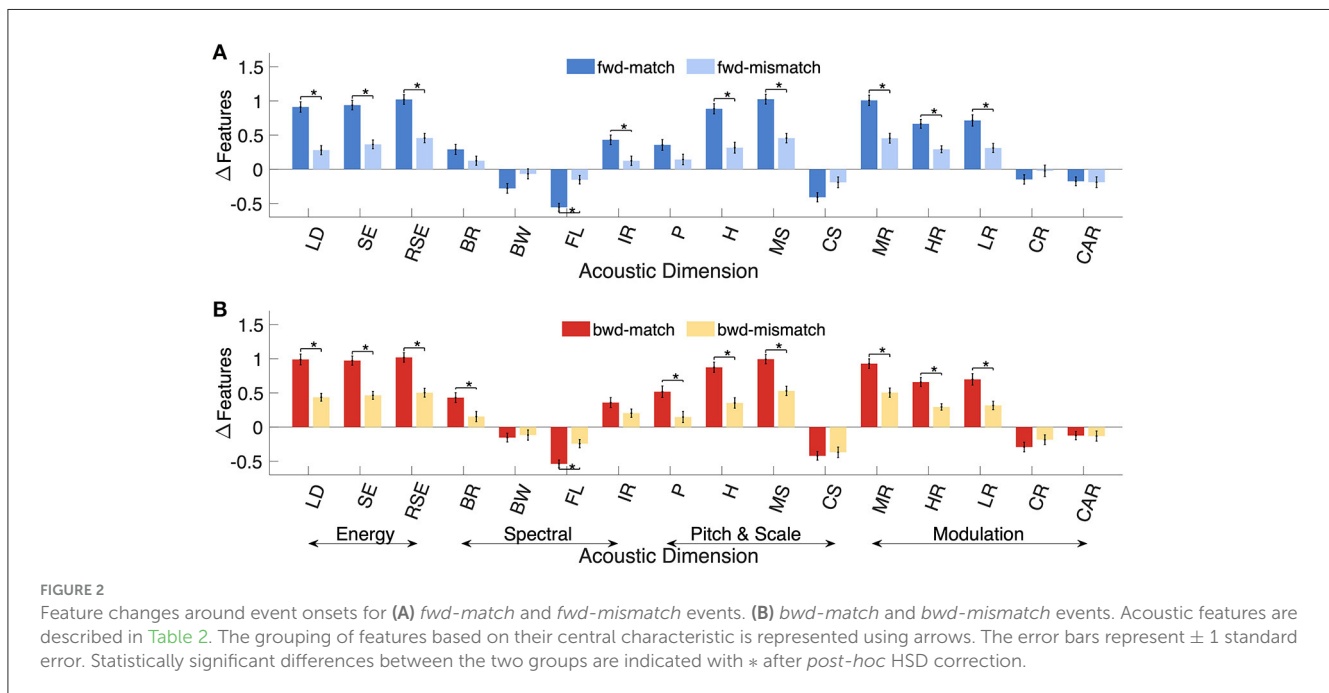 A
fwd-match fwd-mismatch
Δ Features
1.5
1
0.5
0
-0.5
* * * * * * * * * *
LD SE RSE BR BW FL IR P H MS CS MR HR LR CR CAR
Acoustic Dimension
B
bwd-match bwd-mismatch
Δ Features
1.5
1
0.5
0
-0.5
* * * * * * * * * * *
LD SE RSE BR BW FL IR P H MS CS MR HR LR CR CAR
Energy Spectral Pitch & Scale Modulation
Acoustic Dimension
FIGURE 2
Feature changes around event onsets for (A) fwd-match and fwd-mismatch events. (B) bwd-match and bwd-mismatch events. Acoustic features are
described in Table 2. The grouping of features based on their central characteristic is represented using arrows. The error bars represent ± 1 standard
error. Statistically significant differences between the two groups are indicated with * after post-hoc HSD correction.